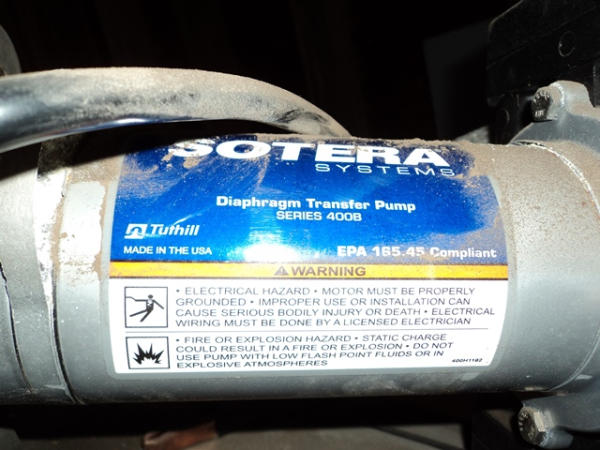 SOTERA
SYSTEMS
Diaphragm Transfer Pump
SERIES 400B
Tuthill
MADE IN THE USA
EPA 165.45 Compliant
WARNING
• ELECTRICAL HAZARD • MOTOR MUST BE PROPERLY
GROUNDED • IMPROPER USE OR INSTALLATION CAN
CAUSE SERIOUS BODILY INJURY OR DEATH • ELECTRICAL
WIRING MUST BE DONE BY A LICENSED ELECTRICIAN
• FIRE OR EXPLOSION HAZARD • STATIC CHARGE
COULD RESULT IN A FIRE OR EXPLOSION • DO NOT
USE PUMP WITH LOW FLASH POINT FLUIDS OR IN
EXPLOSIVE ATMOSPHERES
400H1182